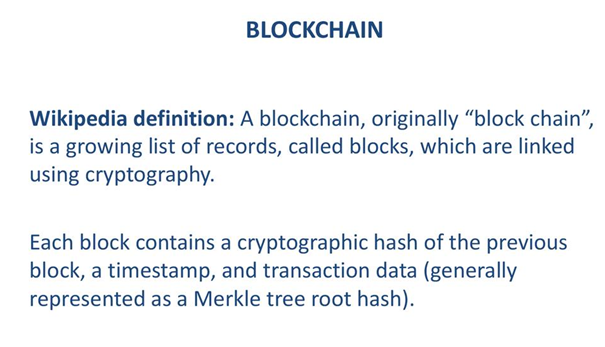 BLOCKCHAIN
Wikipedia definition: A blockchain, originally “block chain”,
is a growing list of records, called blocks, which are linked
using cryptography.
Each block contains a cryptographic hash of the previous
block, a timestamp, and transaction data (generally
represented as a Merkle tree root hash).